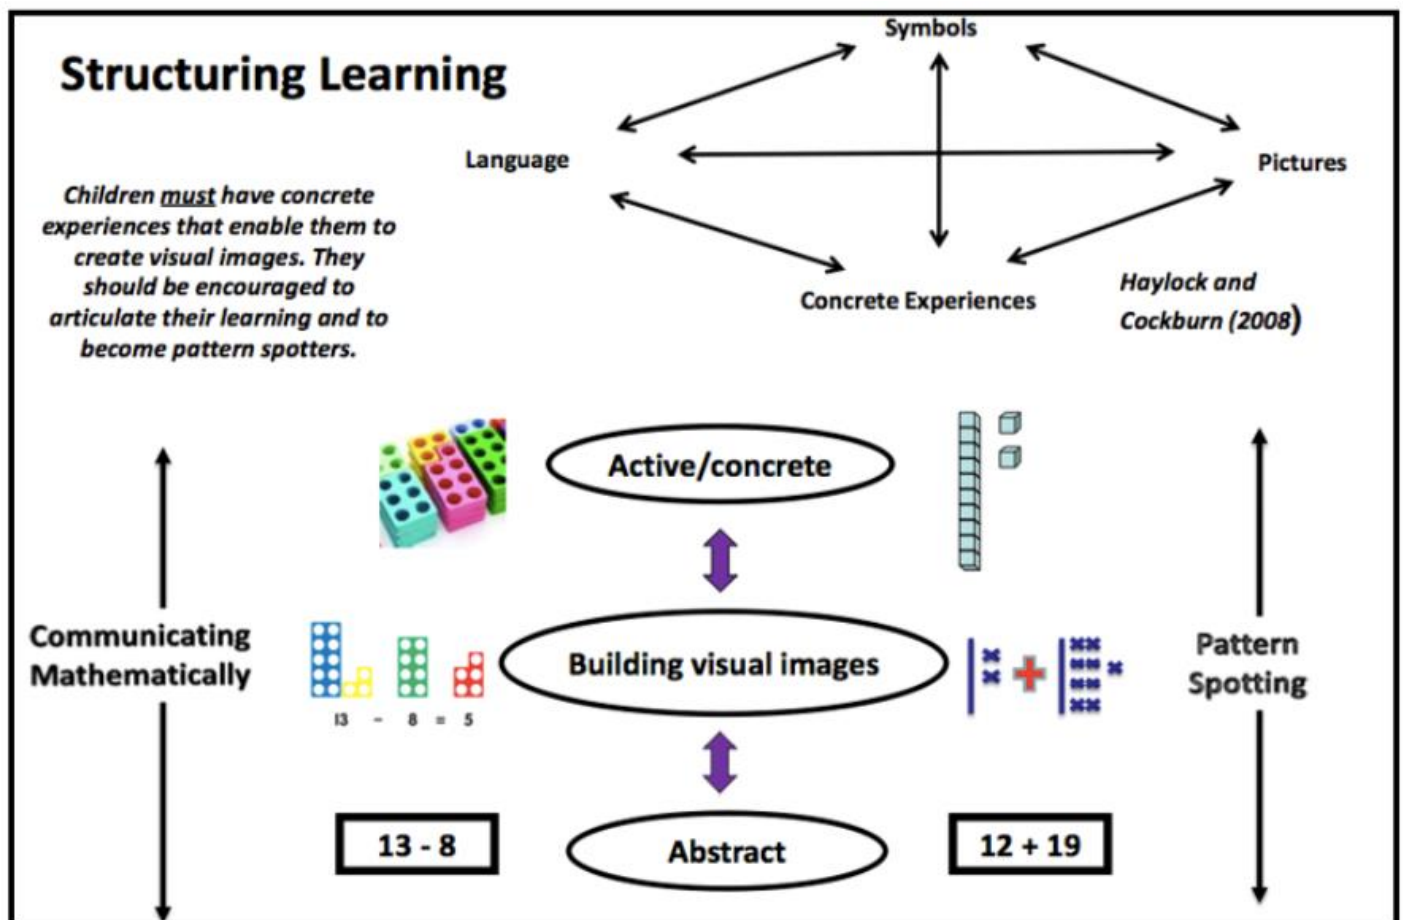 Symbols
Structuring Learning
Language
Pictures
Children must have concrete
experiences that enable them to
create visual images. They
should be encouraged to
articulate their learning and to
become pattern spotters.
Concrete Experiences
Haylock and
Cockburn (2008)
Active/concrete
Communicating
Mathematically
Building visual images
Pattern
Spotting
13 - 8 = 5
13 - 8
Abstract
12 + 19